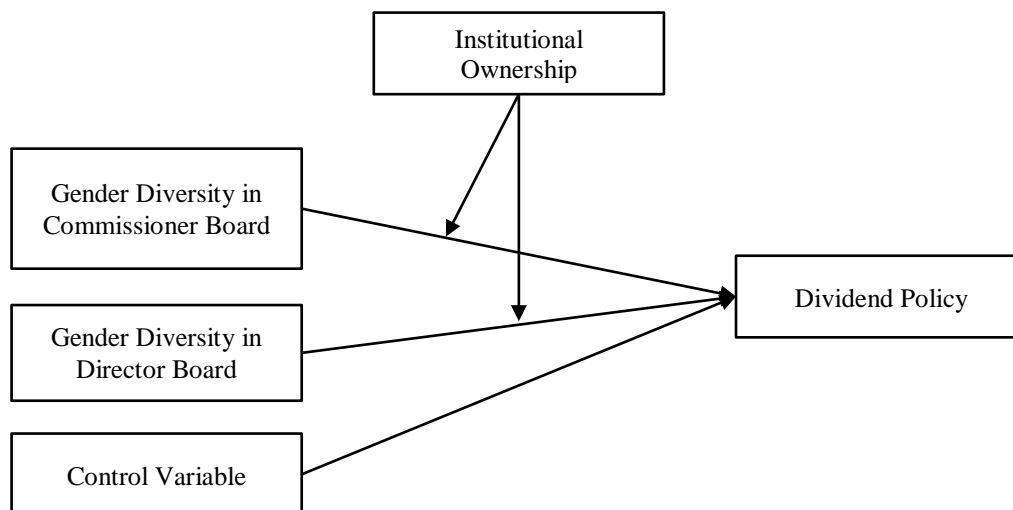 Institutional
Ownership
Gender Diversity in
Commissioner Board
Dividend Policy
Gender Diversity in
Director Board
Control Variable